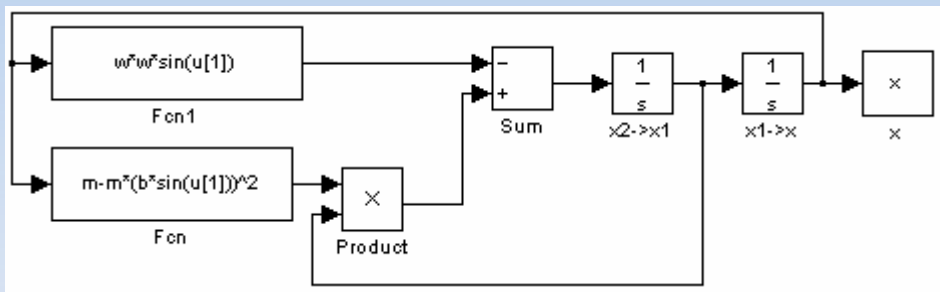 w*w*sin(u[1])
Fcn1
m-m*(b*sin(u[1]))^2
Fcn
×
Product
−
+
Sum
1
s
x2->x1
1
s
x1->x
x
x